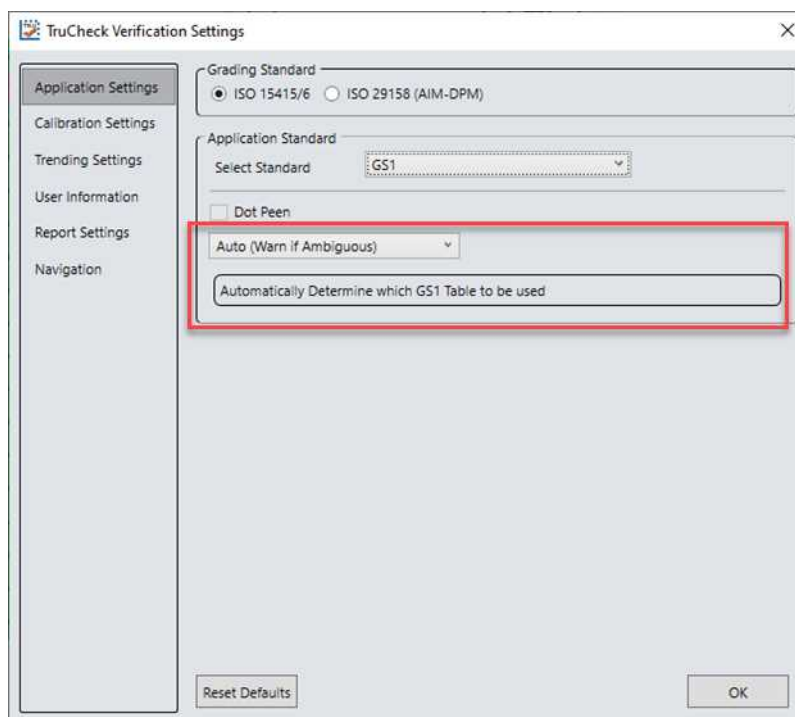 TruCheck Verification Settings
Application Settings
Calibration Settings
Trending Settings
User Information
Report Settings
Navigation
Grading Standard
ISO 15415/6 ISO 29158 (AIM-DPM)
Application Standard
Select Standard GS1
Dot Peen
Auto (Warn if Ambiguous)
Automatically Determine which GS1 Table to be used
Reset Defaults OK